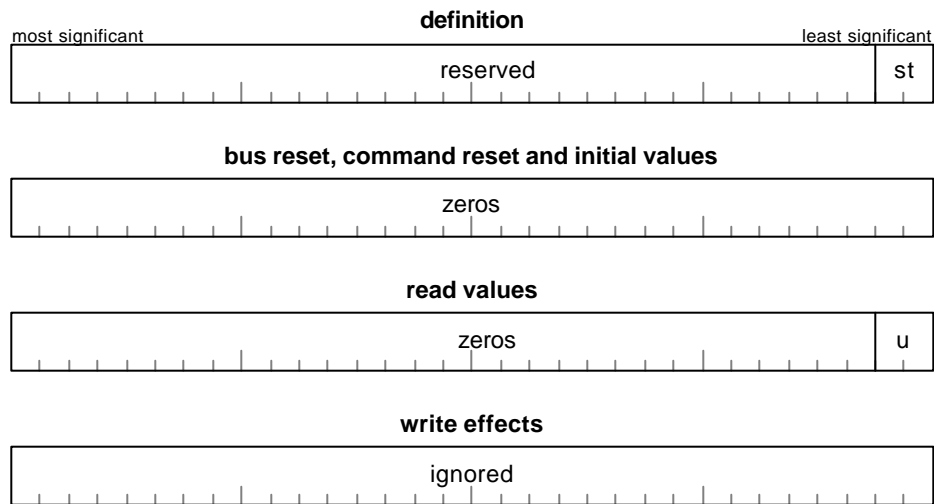 definition
most significant least significant
reserved st
bus reset, command reset and initial values
zeros
read values
zeros u
write effects
ignored